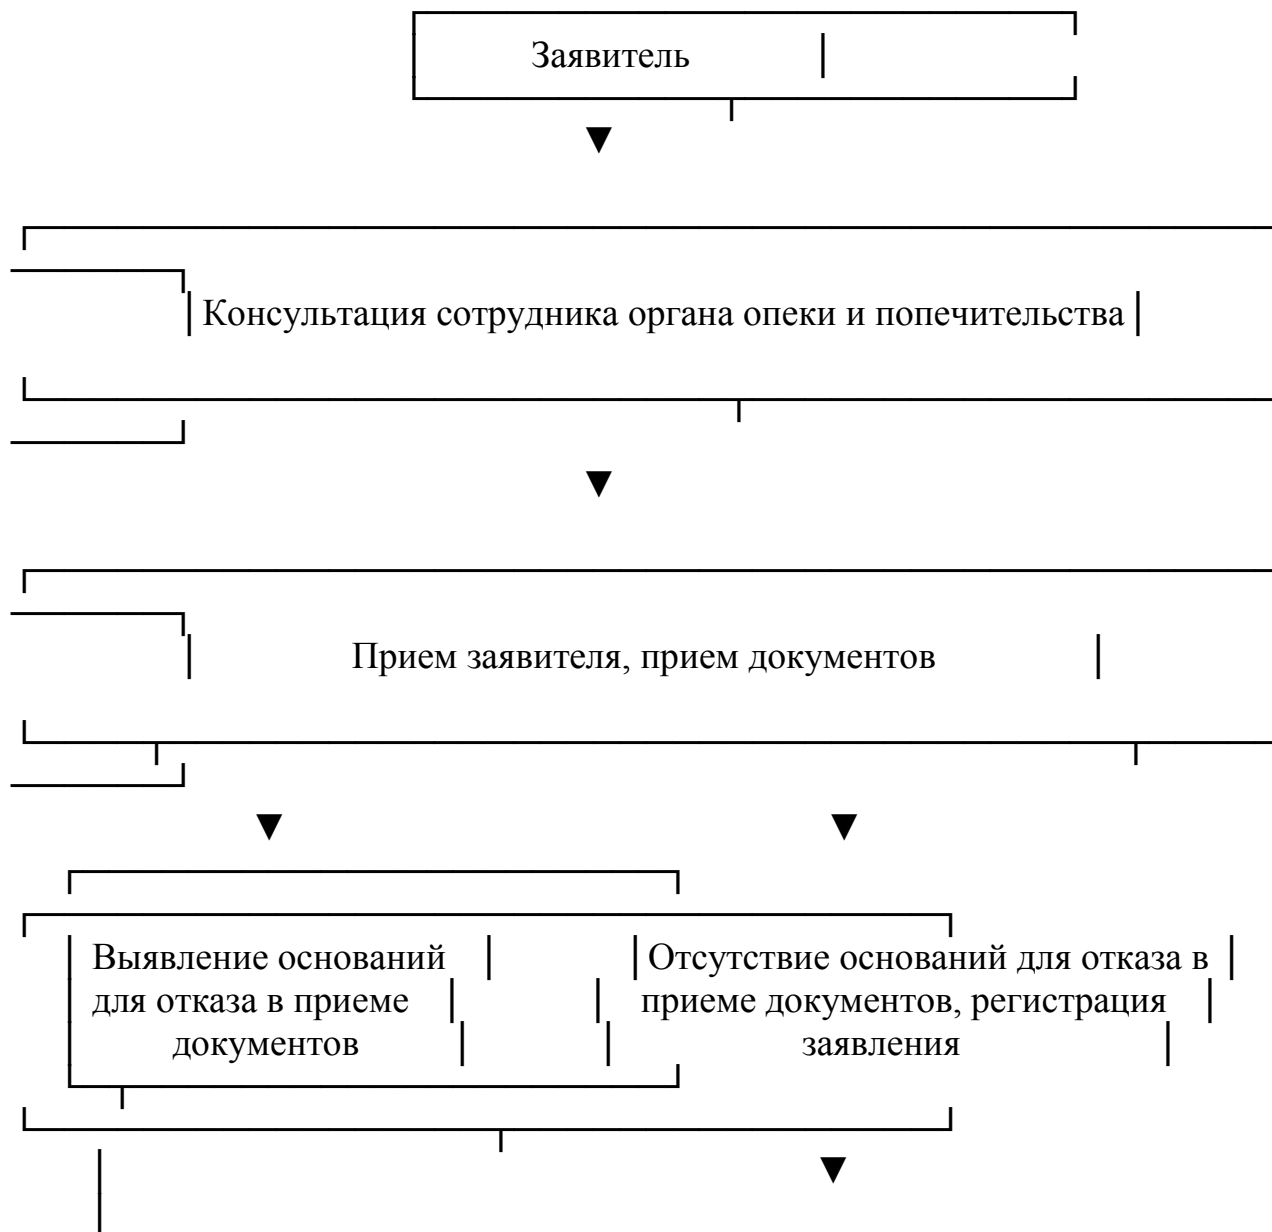 Заявитель
Консультация сотрудника органа опеки и попечительства
Прием заявителя, прием документов
Выявление оснований
для отказа в приеме
документов
Отсутствие оснований для отказа в
приеме документов, регистрация
заявления